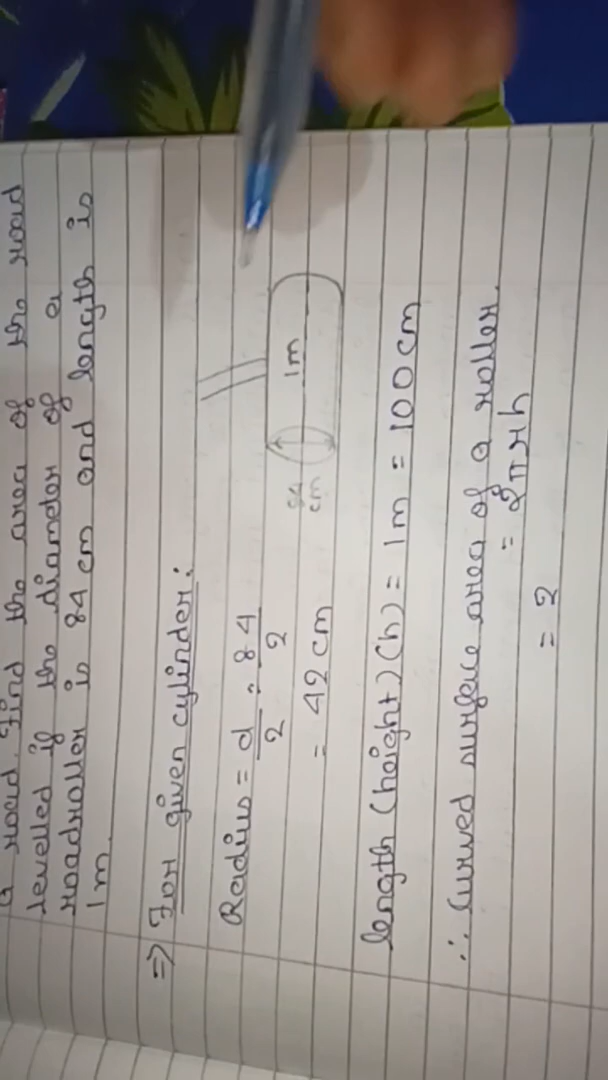 a road. Find the area of the road
levelled if the diameter of a
roadroller is 84 cm and length is
1m.
⇒ For given cylinder:
Radius = d/2 = 84/2
= 42 cm
1m
84
cm
length (height) (h) = 1m = 100 cm
∴ Curved surface area of a roller.
= 2πrh
= 2